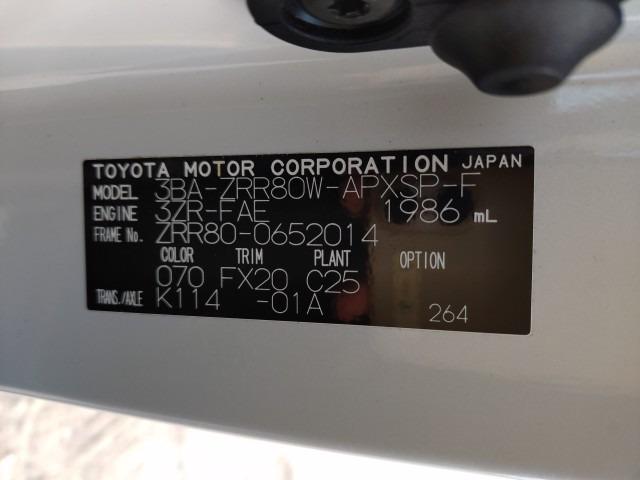 TOYOTA MOTOR CORPORATION JAPAN
MODEL 3BA-ZRR80W-APXSP-F
ENGINE 3ZR-FAE 1986 mL
FRAME No. ZRR80-0652014
COLOR TRIM PLANT OPTION
070 FX20 C25
TRANS./AXLE K114 -01A
264